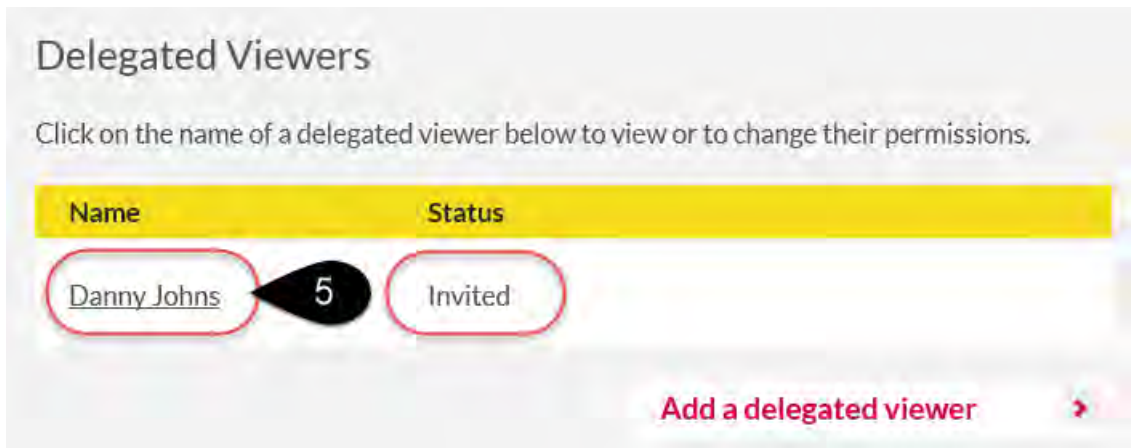 Delegated Viewers
Click on the name of a delegated viewer below to view or to change their permissions.
Name Status
Danny Johns 5 Invited
Add a delegated viewer >